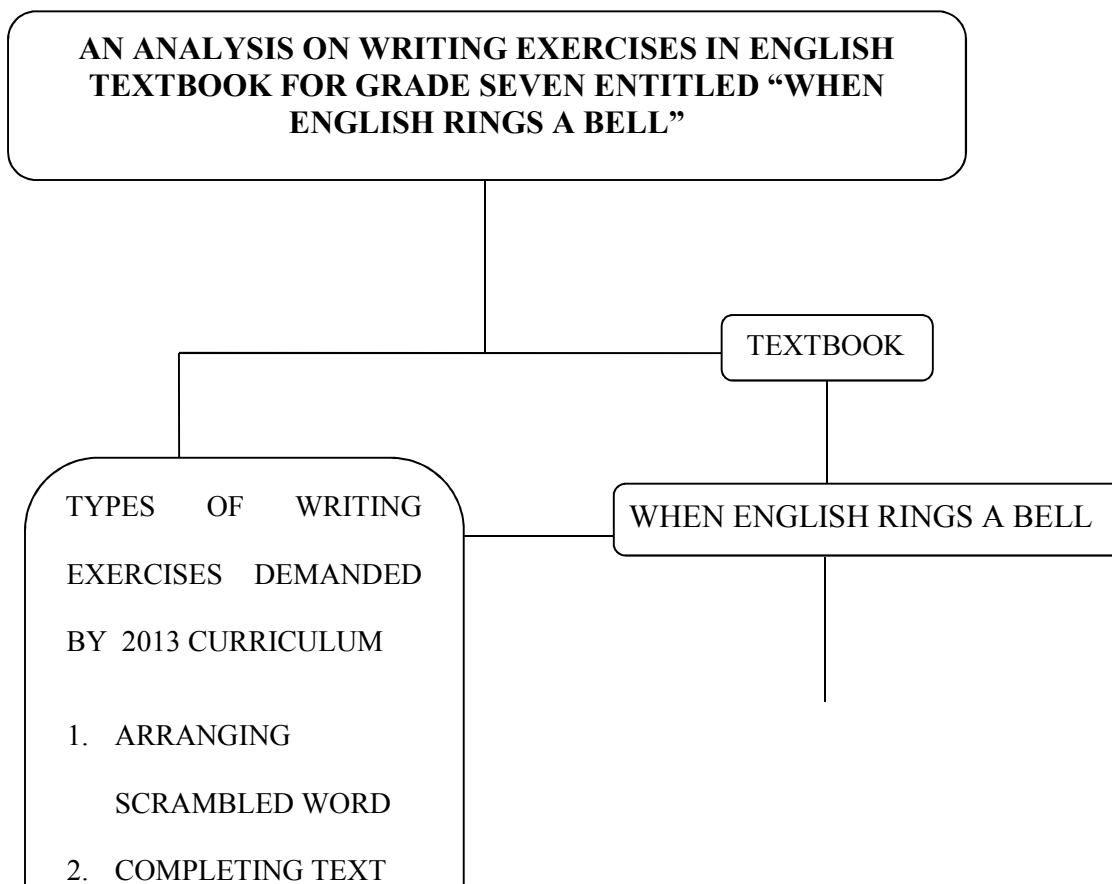 AN ANALYSIS ON WRITING EXERCISES IN ENGLISH
TEXTBOOK FOR GRADE SEVEN ENTITLED “WHEN
ENGLISH RINGS A BELL”
TEXTBOOK
TYPES OF WRITING
EXERCISES DEMANDED
BY 2013 CURRICULUM
1. ARRANGING
SCRAMBLED WORD
2. COMPLETING TEXT
WHEN ENGLISH RINGS A BELL